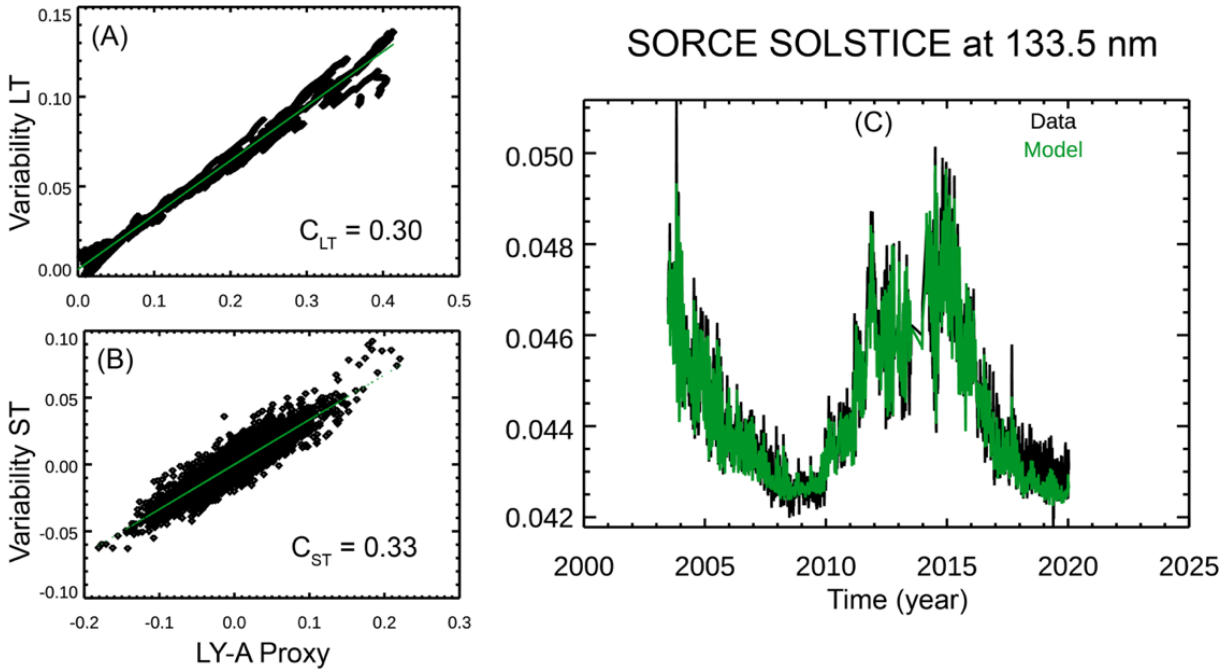 SORCE SOLSTICE at 133.5 nm
(A)
Variability LT
0.15
0.10
0.05
0.00
C_LT = 0.30
0.0 0.1 0.2 0.3 0.4 0.5
(B)
Variability ST
0.10
0.05
0.00
-0.05
-0.10
C_ST = 0.33
-0.2 -0.1 0.0 0.1 0.2 0.3
LY-A Proxy
(C)
Data
Model
0.050
0.048
0.046
0.044
0.042
2000 2005 2010 2015 2020 2025
Time (year)